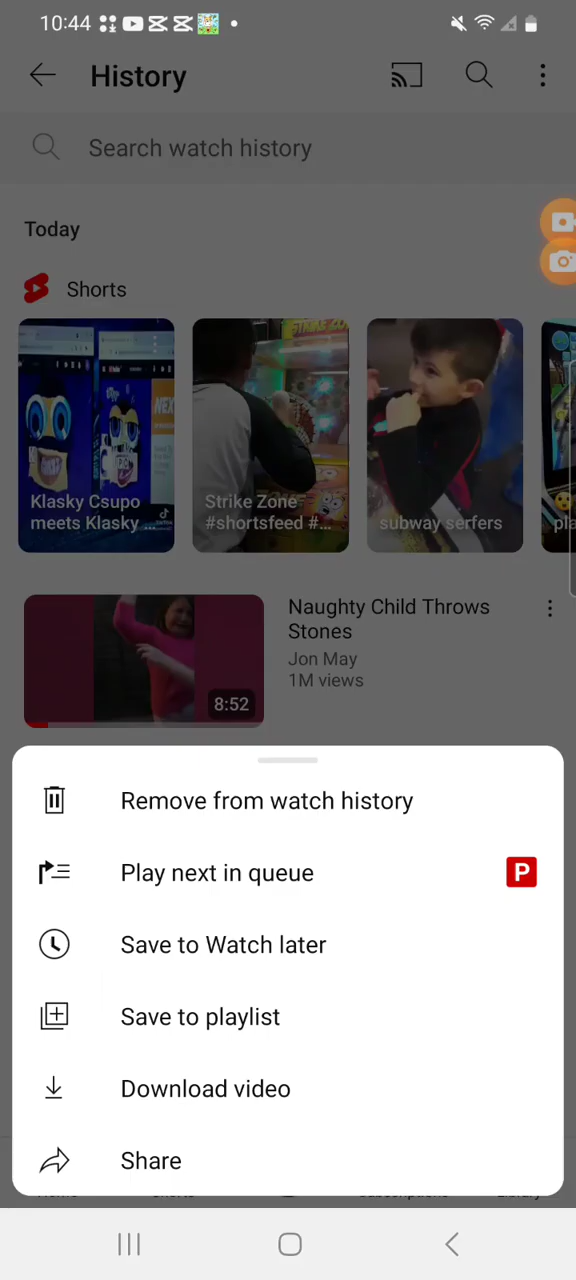 10:44
History
Search watch history
Today
Shorts
Klasky Csupo
meets Klasky ...
Strike Zone
#shortsfeed #...
subway serfers
pla
8:52
Naughty Child Throws
Stones
Jon May
1M views
Remove from watch history
Play next in queue
P
Save to Watch later
Save to playlist
Download video
Share